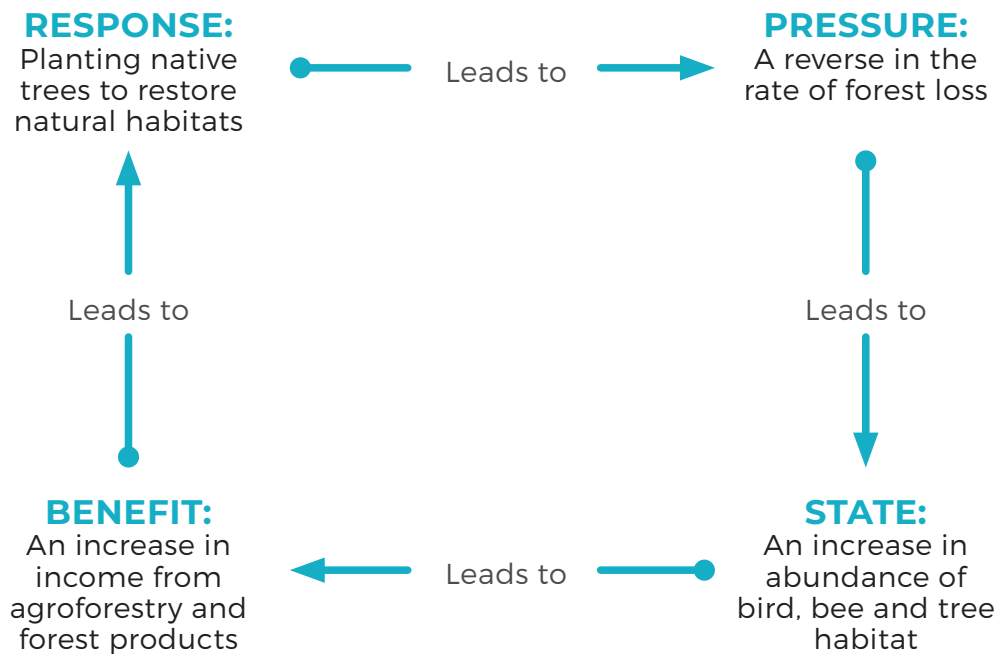 RESPONSE:
Planting native
trees to restore
natural habitats
Leads to
PRESSURE:
A reverse in the
rate of forest loss
Leads to
STATE:
An increase in
abundance of
bird, bee and tree
habitat
Leads to
BENEFIT:
An increase in
income from
agroforestry and
forest products
Leads to